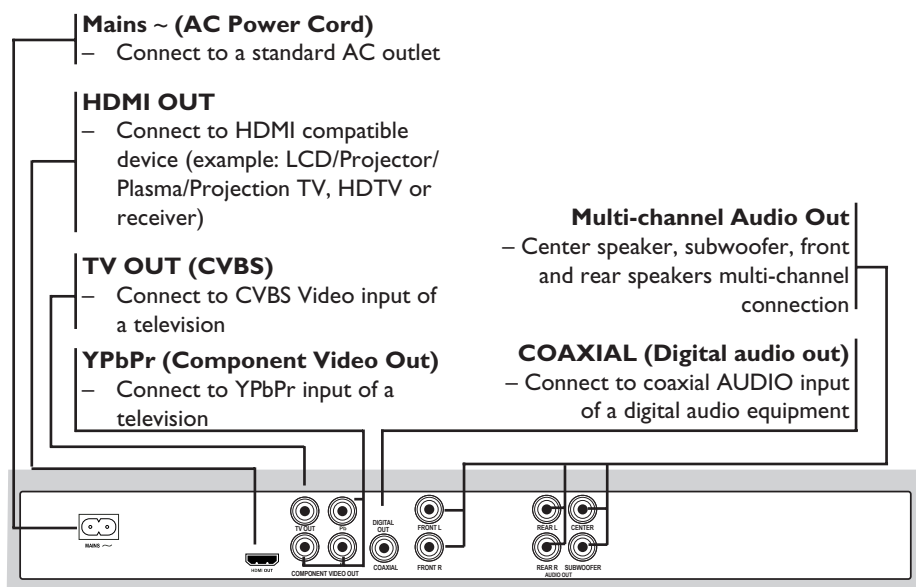 Mains ~ (AC Power Cord)
– Connect to a standard AC outlet
HDMI OUT
– Connect to HDMI compatible
device (example: LCD/Projector/
Plasma/Projection TV, HDTV or
receiver)
TV OUT (CVBS)
– Connect to CVBS Video input of
a television
YPbPr (Component Video Out)
– Connect to YPbPr input of a
television
Multi-channel Audio Out
– Center speaker, subwoofer, front
and rear speakers multi-channel
connection
COAXIAL (Digital audio out)
– Connect to coaxial AUDIO input
of a digital audio equipment
MAINS ~
HDMI OUT
TV OUT
Pb
COMPONENT VIDEO OUT
DIGITAL
OUT
COAXIAL
FRONT L
FRONT R
REAR L
CENTER
REAR R
SUBWOOFER
AUDIO OUT